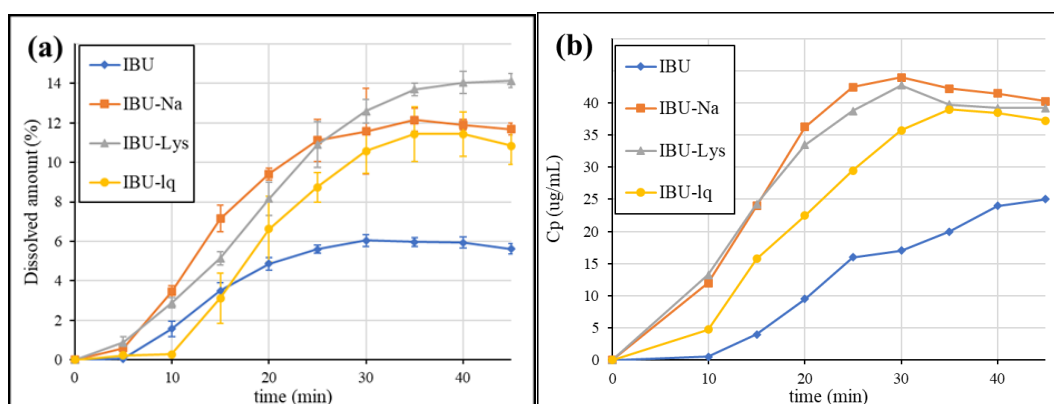 (a)
IBU
IBU-Na
IBU-Lys
IBU-lq
Dissolved amount (%)
14
12
10
8
6
4
2
0
0
10
20
30
40
time (min)
(b)
IBU
IBU-Na
IBU-Lys
IBU-lq
Cp (ug/mL)
40
35
30
25
20
15
10
5
0
0
10
20
30
40
time (min)